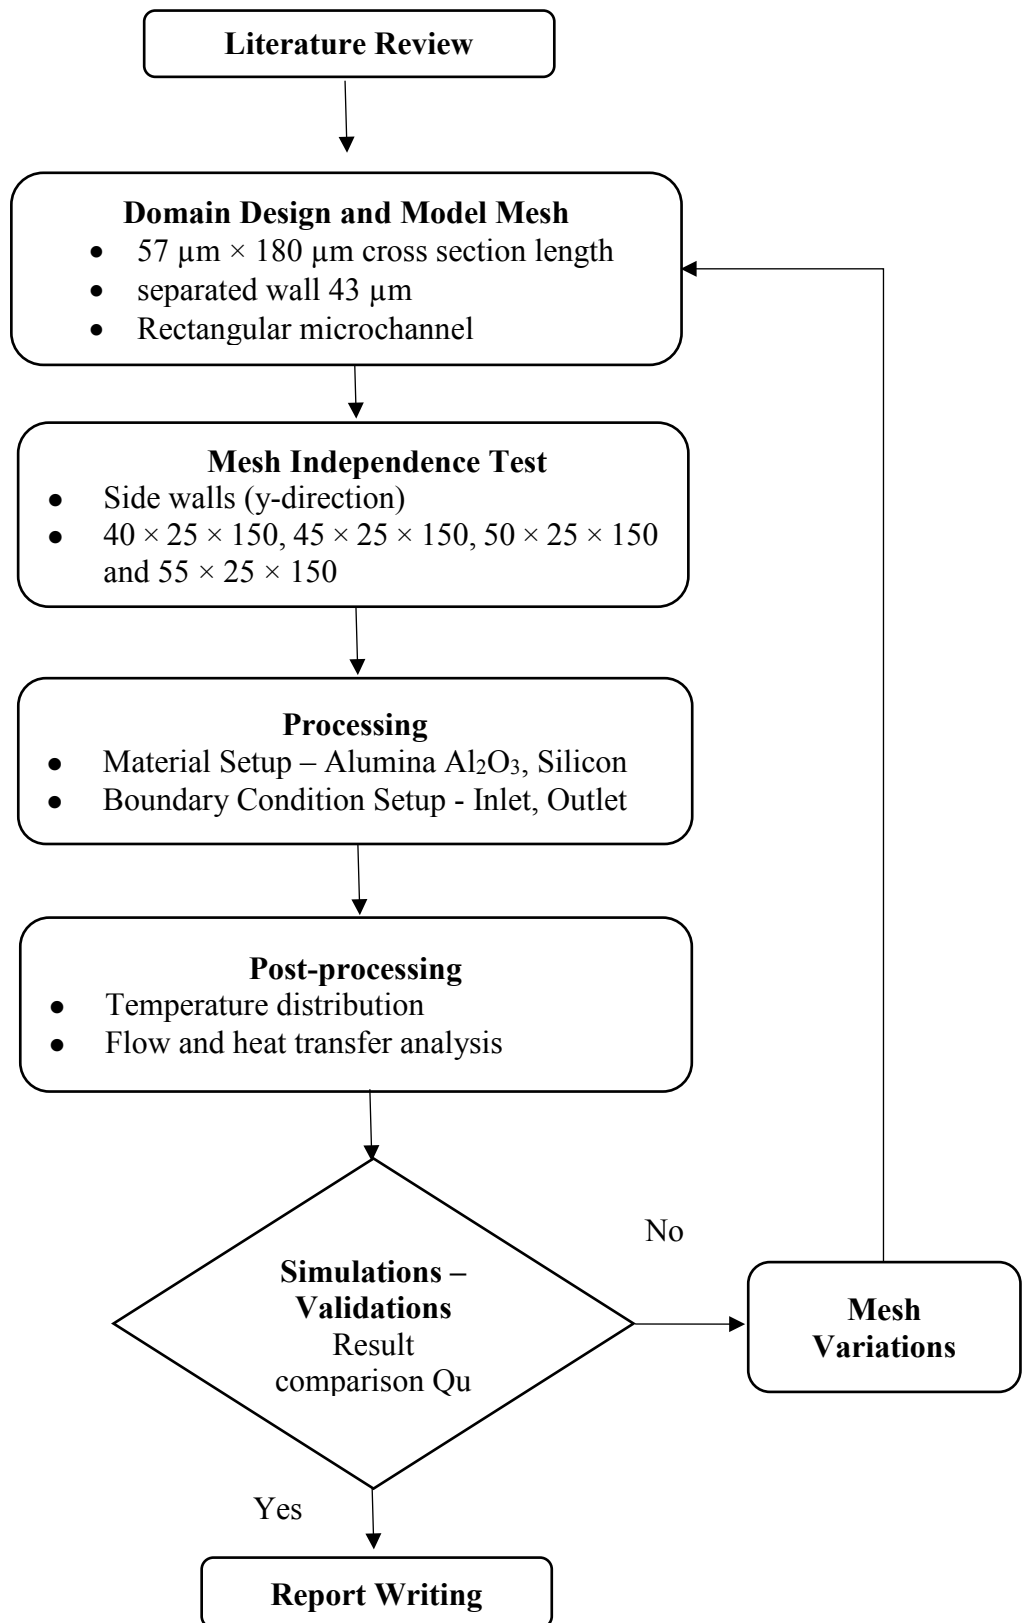 Literature Review
Domain Design and Model Mesh
● 57 µm × 180 µm cross section length
● separated wall 43 µm
● Rectangular microchannel
Mesh Independence Test
● Side walls (y-direction)
● 40 × 25 × 150, 45 × 25 × 150, 50 × 25 × 150
and 55 × 25 × 150
Processing
● Material Setup – Alumina Al₂O₃, Silicon
● Boundary Condition Setup - Inlet, Outlet
Post-processing
● Temperature distribution
● Flow and heat transfer analysis
Simulations –
Validations
Result
comparison Qu
No
Mesh
Variations
Yes
Report Writing